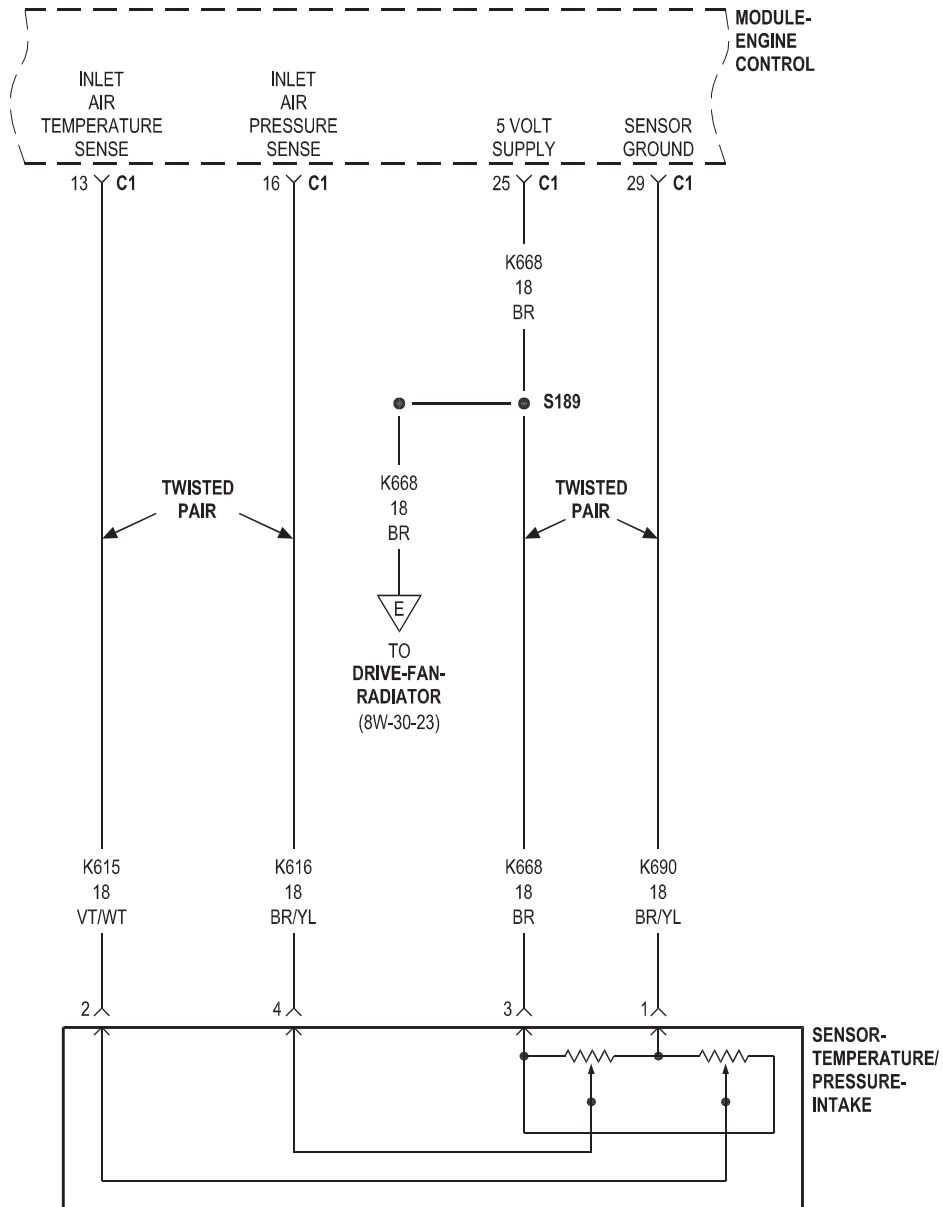 MODULE-
ENGINE
CONTROL
INLET
AIR
TEMPERATURE
SENSE
INLET
AIR
PRESSURE
SENSE
5 VOLT
SUPPLY
SENSOR
GROUND
13 C1
16 C1
25 C1
29 C1
K668
18
BR
S189
K668
18
BR
TWISTED
PAIR
TWISTED
PAIR
E
TO
DRIVE-FAN-
RADIATOR
(8W-30-23)
K615
18
VT/WT
K616
18
BR/YL
K668
18
BR
K690
18
BR/YL
2
4
3
1
SENSOR-
TEMPERATURE/
PRESSURE-
INTAKE